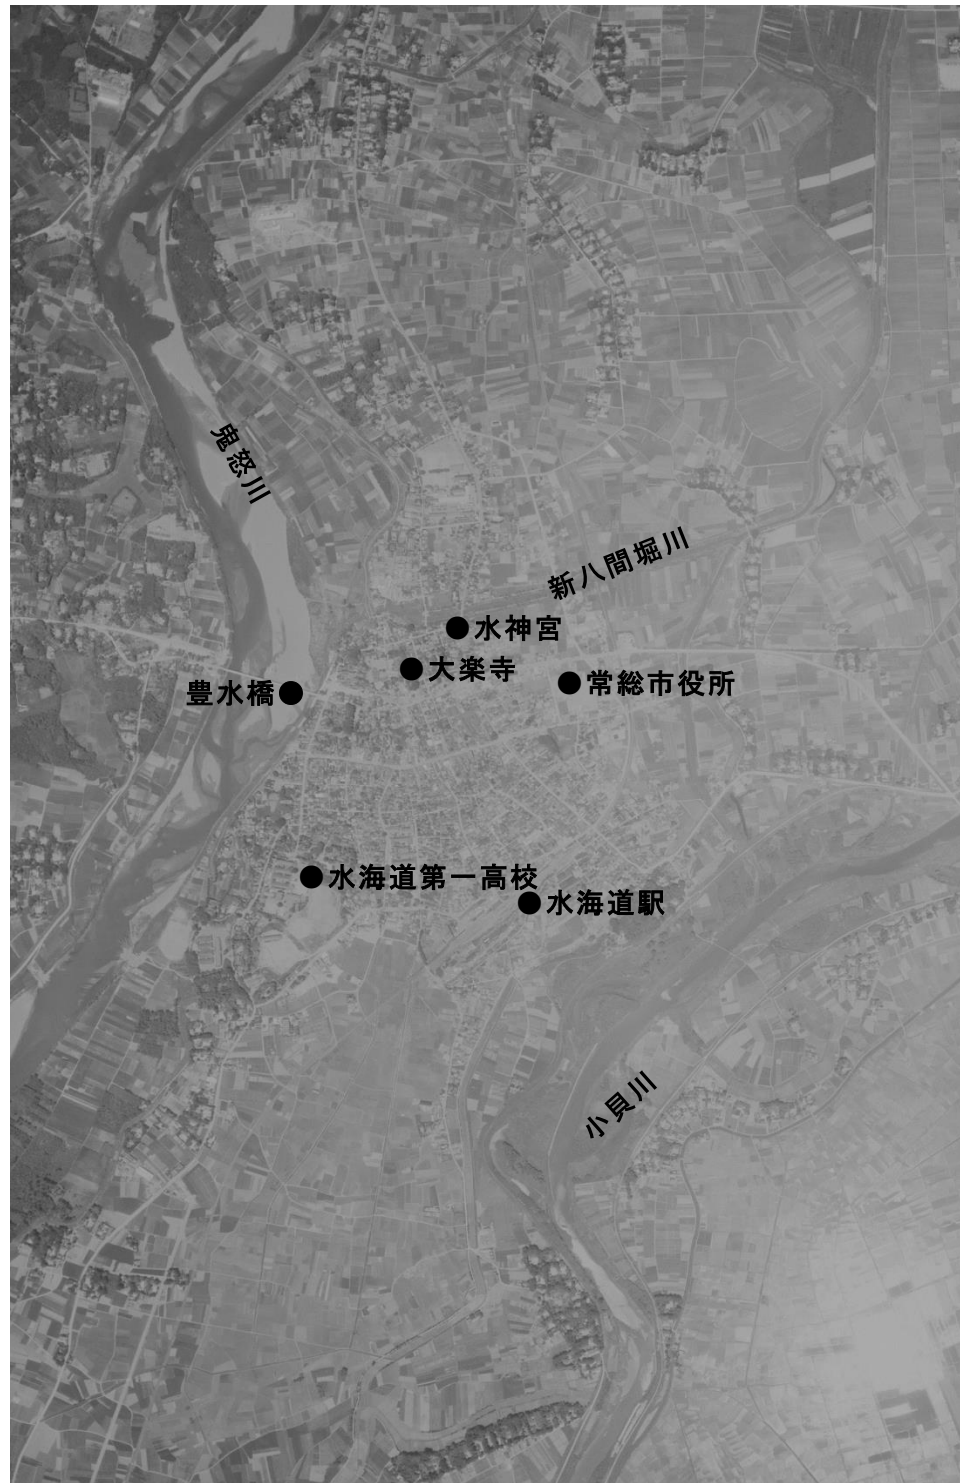 鬼怒川
新八間堀川
水神宮
大楽寺
常総市役所
豊水橋
水海道第一高校
水海道駅
小貝川